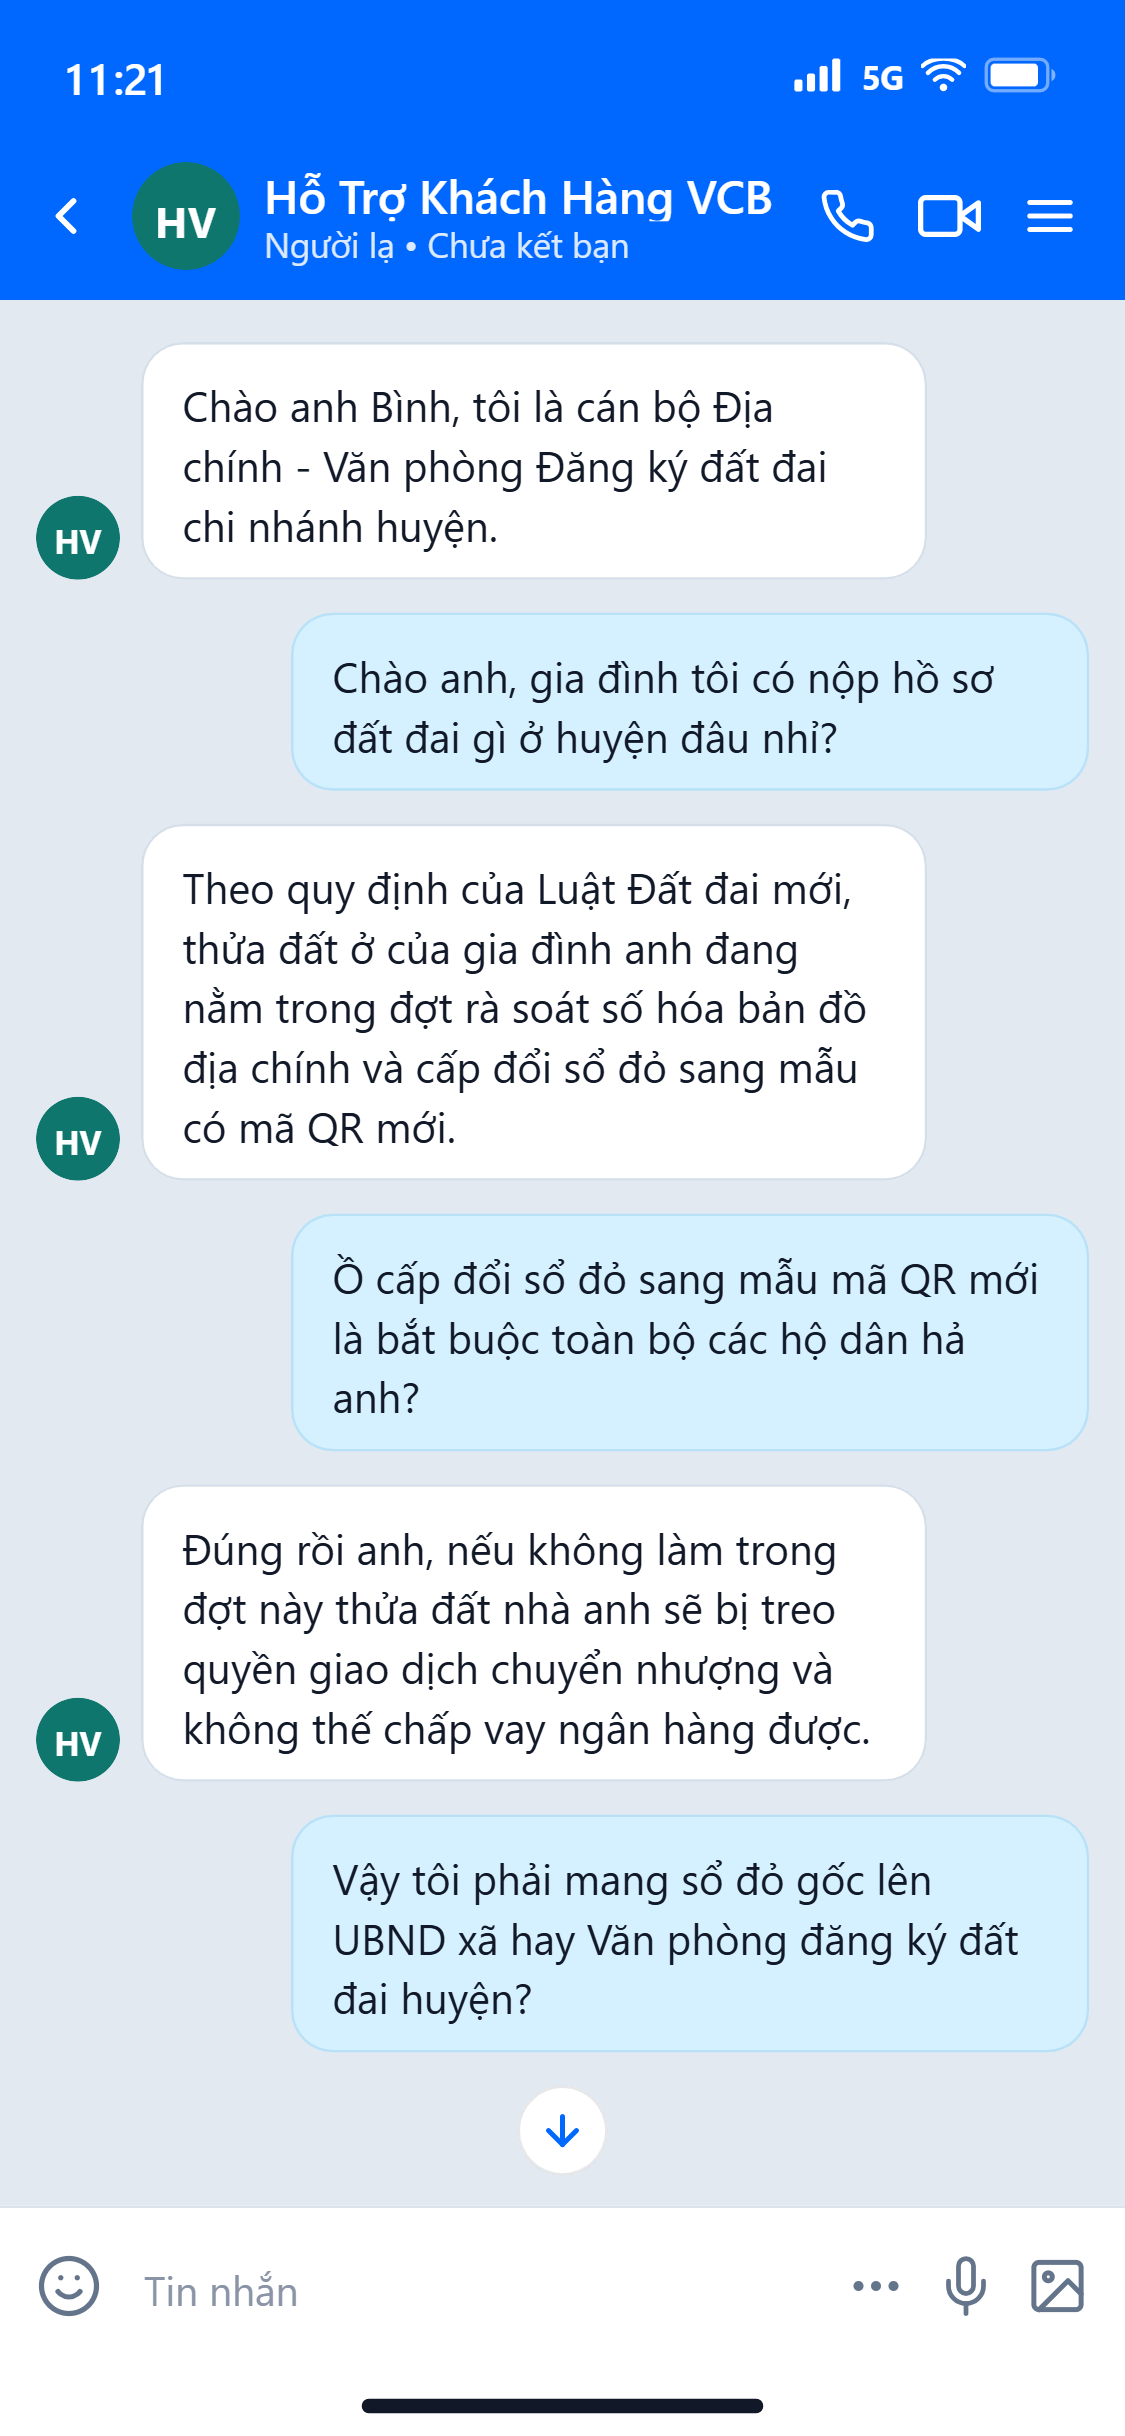 11:21
5G
HV
Hỗ Trợ Khách Hàng VCB
Người lạ • Chưa kết bạn
Chào anh Bình, tôi là cán bộ Địa
chính - Văn phòng Đăng ký đất đai
chi nhánh huyện.
HV
Chào anh, gia đình tôi có nộp hồ sơ
đất đai gì ở huyện đâu nhỉ?
Theo quy định của Luật Đất đai mới,
thửa đất ở của gia đình anh đang
nằm trong đợt rà soát số hóa bản đồ
địa chính và cấp đổi sổ đỏ sang mẫu
có mã QR mới.
HV
Ồ cấp đổi sổ đỏ sang mẫu mã QR mới
là bắt buộc toàn bộ các hộ dân hả
anh?
Đúng rồi anh, nếu không làm trong
đợt này thửa đất nhà anh sẽ bị treo
quyền giao dịch chuyển nhượng và
không thế chấp vay ngân hàng được.
HV
Vậy tôi phải mang sổ đỏ gốc lên
UBND xã hay Văn phòng đăng ký đất
đai huyện?
Tin nhắn